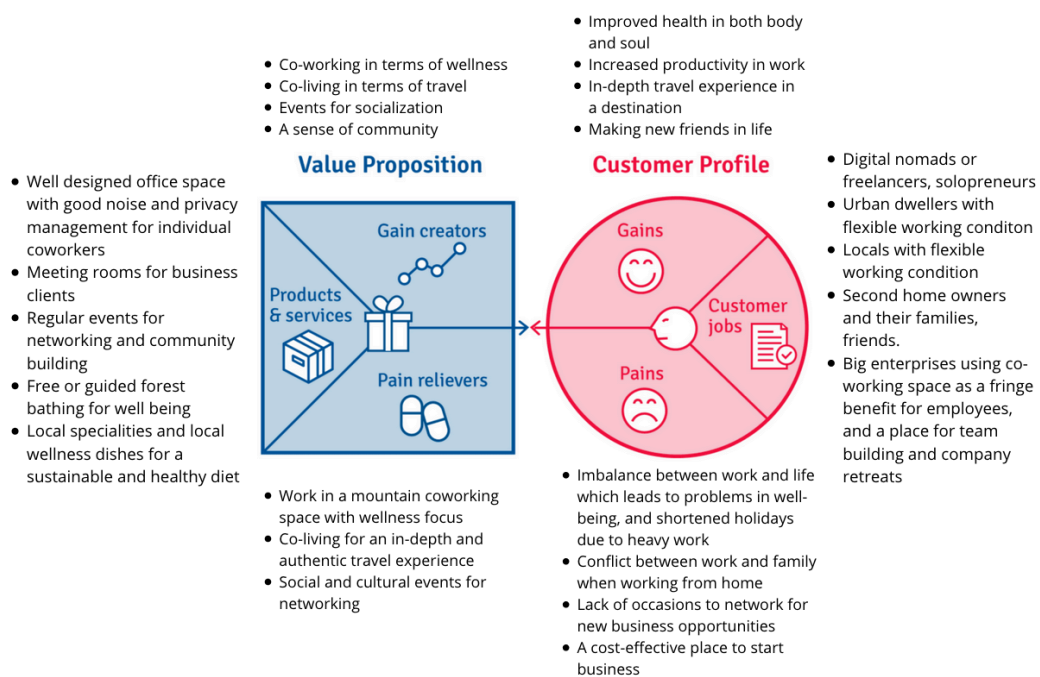 • Improved health in both body
and soul
• Increased productivity in work
• In-depth travel experience in
a destination
• Making new friends in life
• Co-working in terms of wellness
• Co-living in terms of travel
• Events for socialization
• A sense of community
Value Proposition
Customer Profile
• Well designed office space
with good noise and privacy
management for individual
coworkers
• Meeting rooms for business
clients
• Regular events for
networking and community
building
• Free or guided forest
bathing for well being
• Local specialities and local
wellness dishes for a
sustainable and healthy diet
Gain creators
Products
& services
Pain relievers
Gains
Customer
jobs
Pains
• Digital nomads or
freelancers, solopreneurs
• Urban dwellers with
flexible working conditon
• Locals with flexible
working condition
• Second home owners
and their families,
friends.
• Big enterprises using co-
working space as a fringe
benefit for employees,
and a place for team
building and company
retreats
• Work in a mountain coworking
space with wellness focus
• Co-living for an in-depth and
authentic travel experience
• Social and cultural events for
networking
• Imbalance between work and life
which leads to problems in well-
being, and shortened holidays
due to heavy work
• Conflict between work and family
when working from home
• Lack of occasions to network for
new business opportunities
• A cost-effective place to start
business